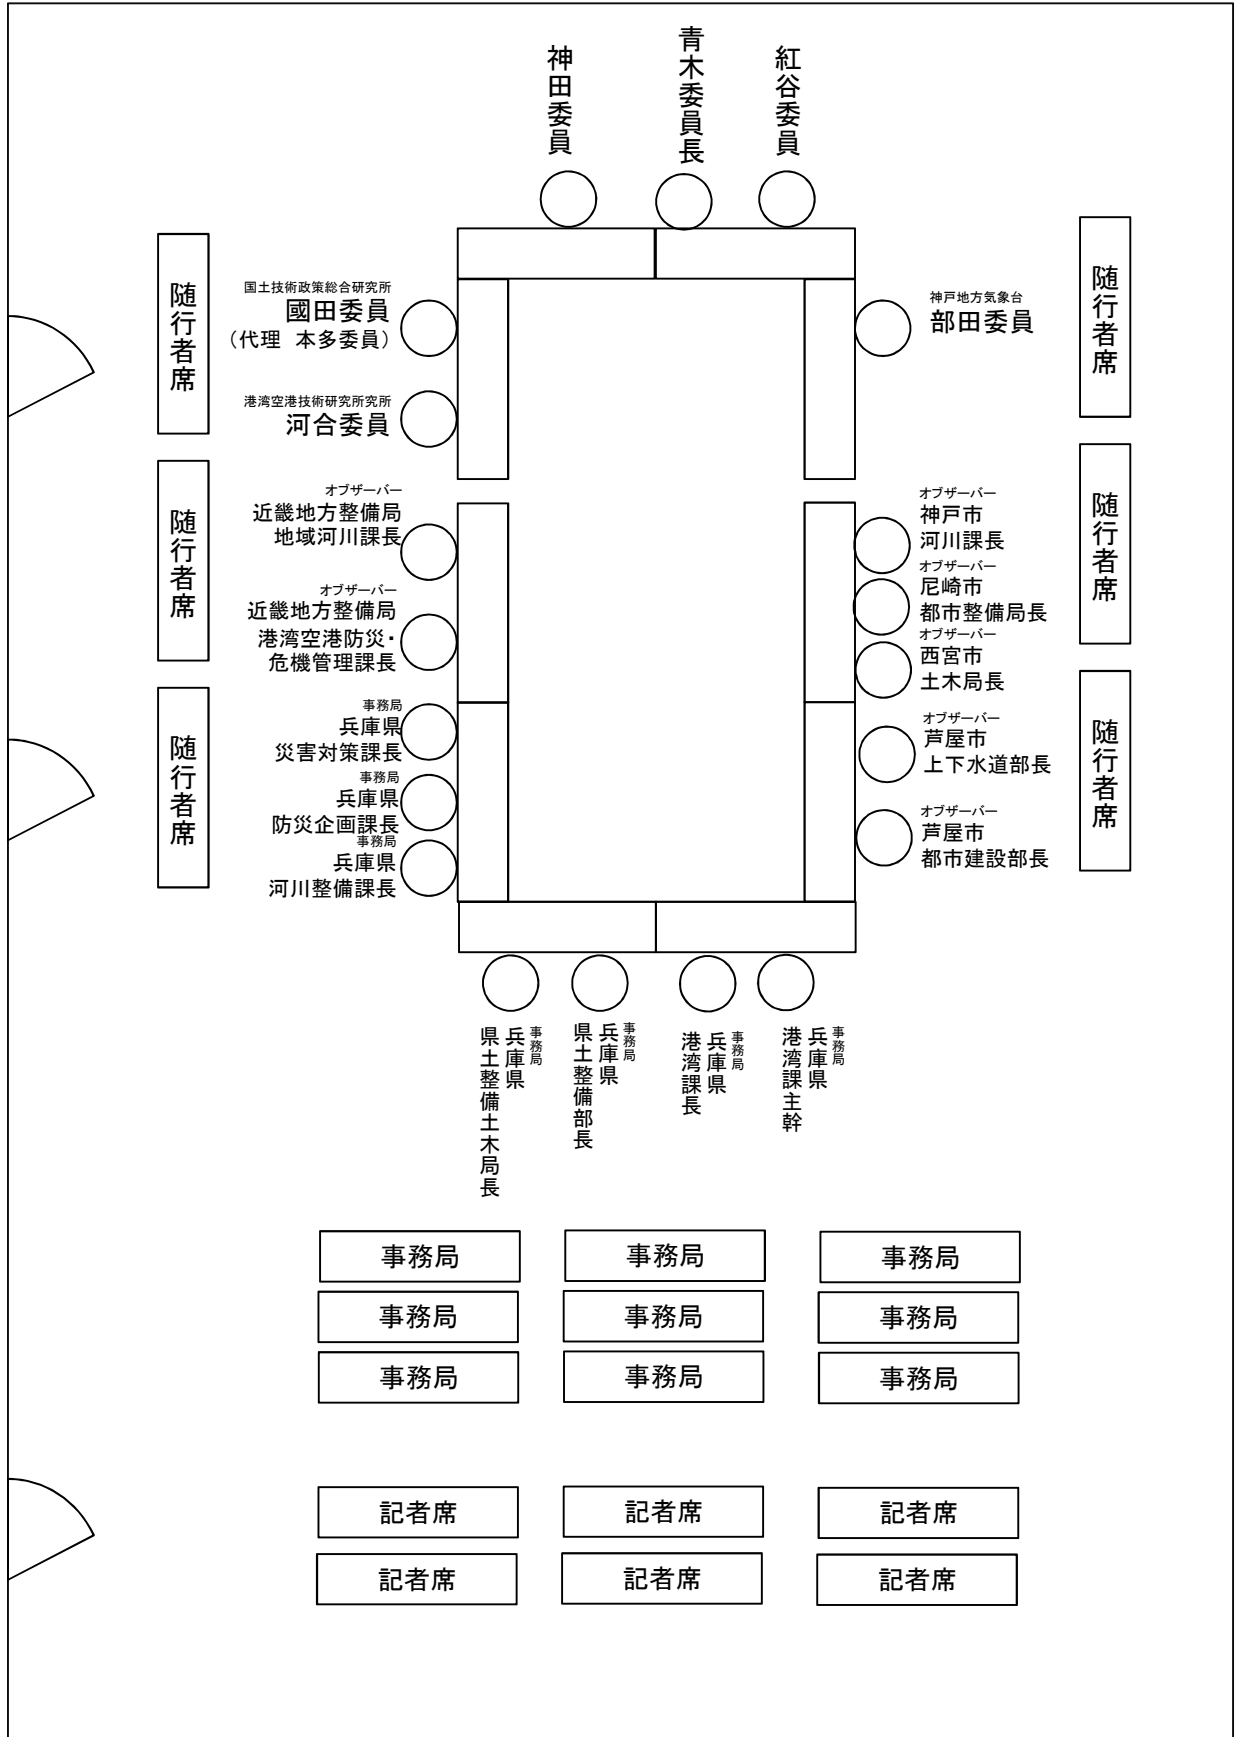 神田委員
青木委員長
紅谷委員
随行者席
国土技術政策総合研究所
國田委員
（代理 本多委員）
港湾空港技術研究所究所
河合委員
神戸地方気象台
部田委員
随行者席
随行者席
オブザーバー
近畿地方整備局
地域河川課長
オブザーバー
近畿地方整備局
港湾空港防災・
危機管理課長
オブザーバー
神戸市
河川課長
オブザーバー
尼崎市
都市整備局長
オブザーバー
西宮市
土木局長
随行者席
随行者席
事務局
兵庫県
災害対策課長
事務局
兵庫県
防災企画課長
事務局
兵庫県
河川整備課長
オブザーバー
芦屋市
上下水道部長
オブザーバー
芦屋市
都市建設部長
随行者席
事務局
兵庫県
県土整備土木局長
事務局
兵庫県
県土整備部長
事務局
兵庫県
港湾課長
事務局
兵庫県
港湾課主幹
事務局
事務局
事務局
事務局
事務局
事務局
事務局
事務局
事務局
記者席
記者席
記者席
記者席
記者席
記者席